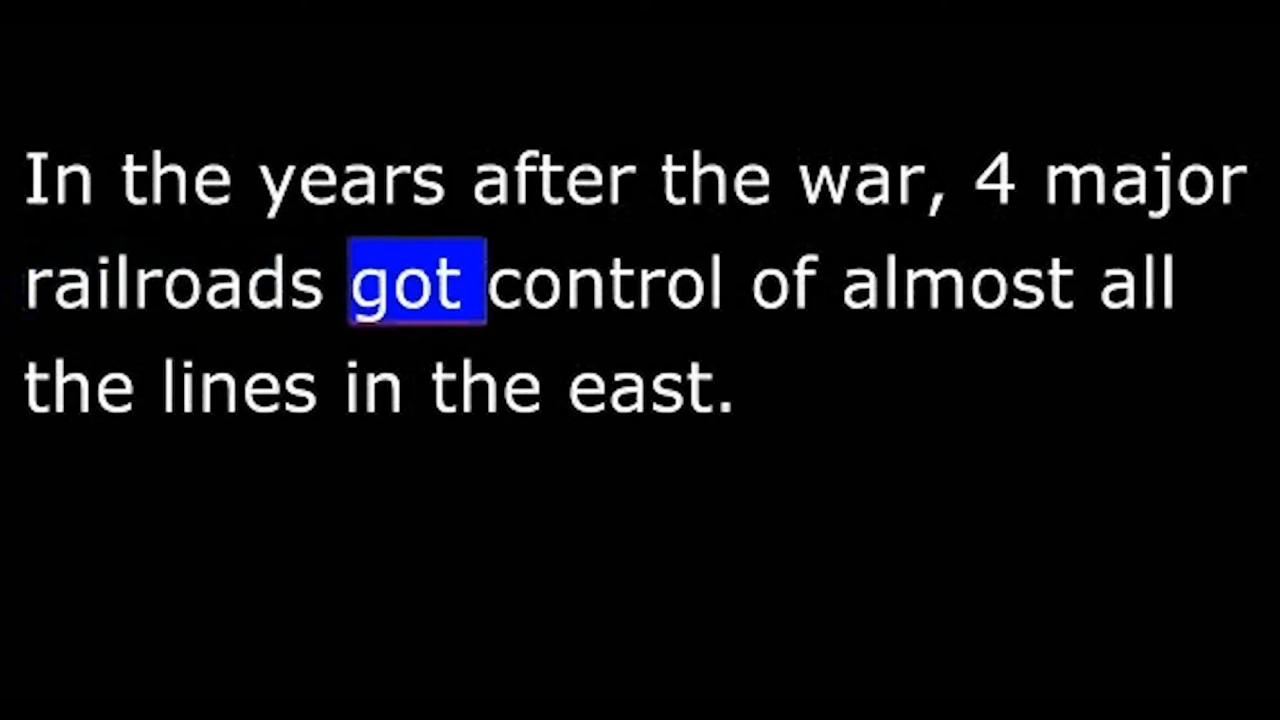 In the years after the war, 4 major
railroads got control of almost all
the lines in the east.